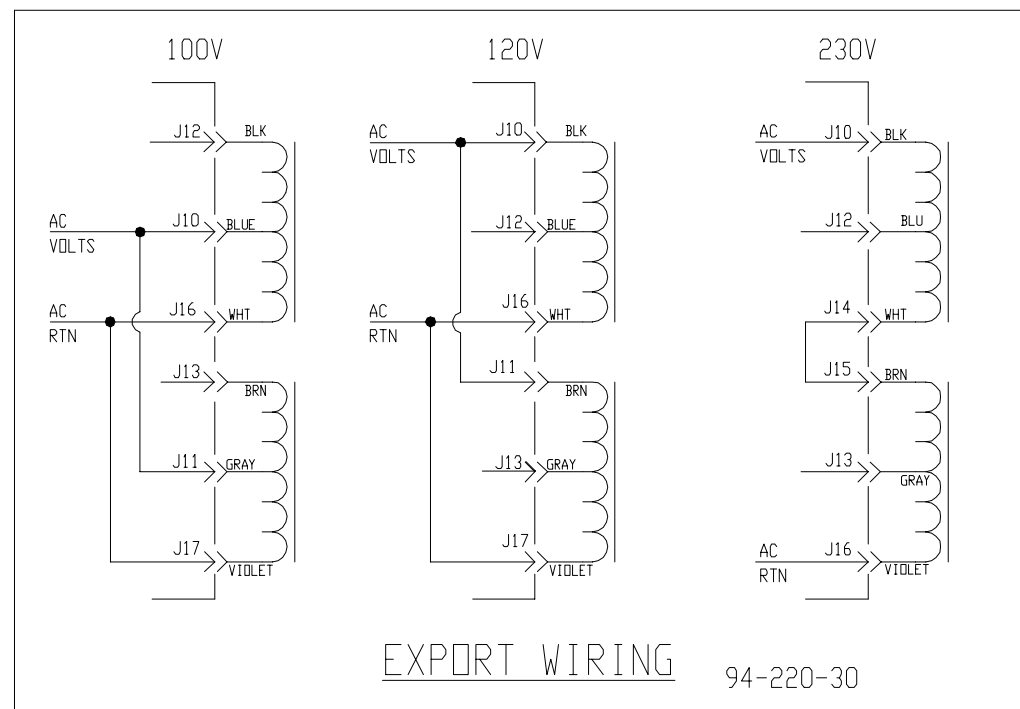 100V
J12 BLK
AC VOLTS
J10 BLUE
AC RTN
J16 WHT
J13 BRN
J11 GRAY
J17 VIOLET
120V
AC VOLTS
J10 BLK
J12 BLUE
AC RTN
J16 WHT
J11 BRN
J13 GRAY
J17 VIOLET
230V
AC VOLTS
J10 BLK
J12 BLU
J14 WHT
J15 BRN
J13 GRAY
AC RTN
J16 VIOLET
EXPORT WIRING
94-220-30